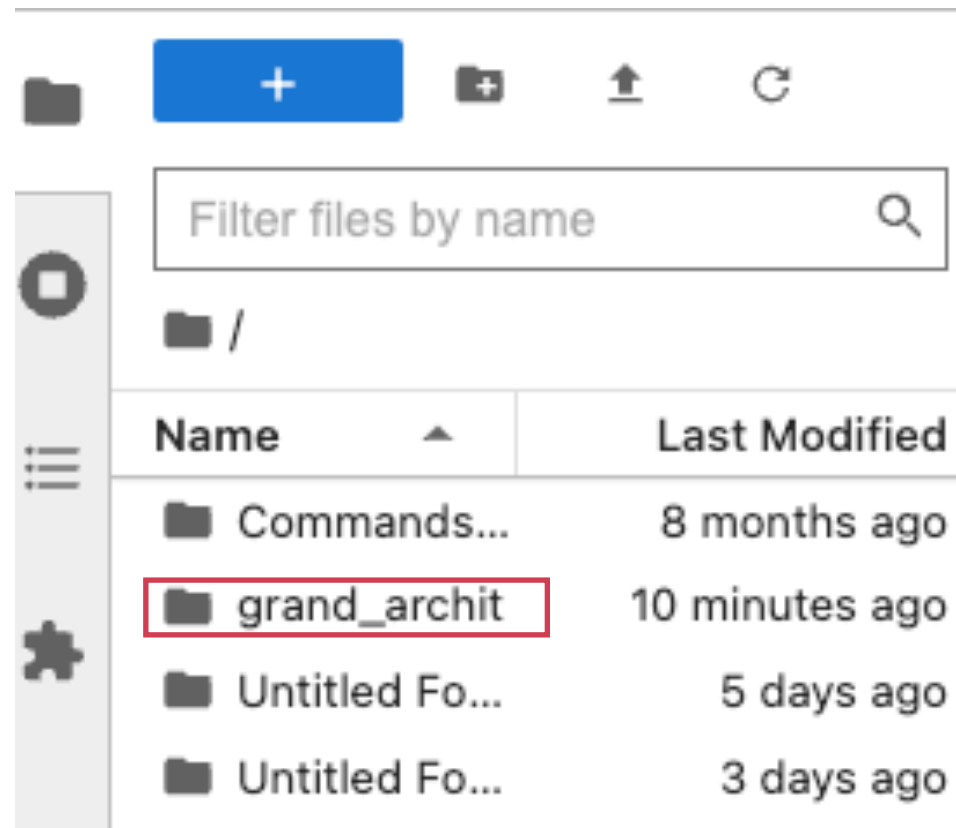 Filter files by name
/
Name Last Modified
Commands... 8 months ago
grand_archit 10 minutes ago
Untitled Fo... 5 days ago
Untitled Fo... 3 days ago